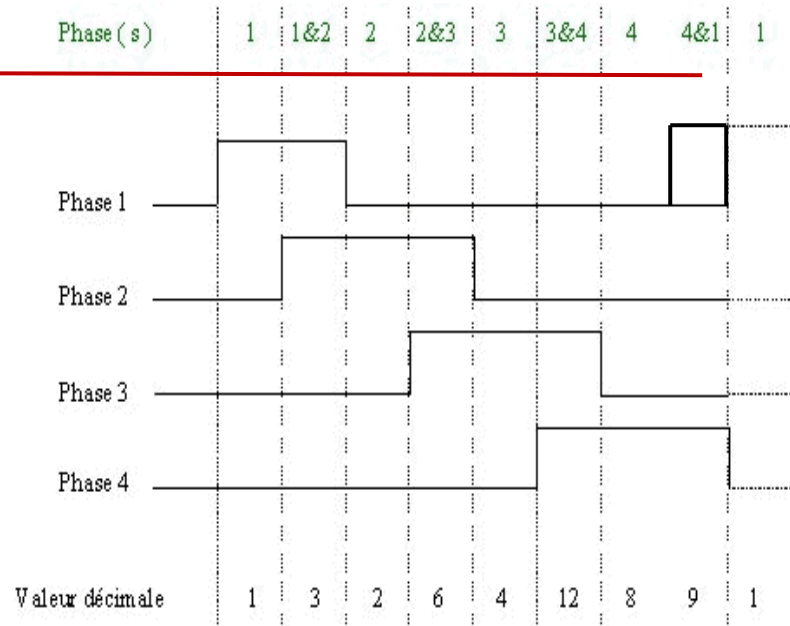 Phase ( s ) 1 1&2 2 2&3 3 3&4 4 4&1 1
Phase 1
Phase 2
Phase 3
Phase 4
Valeur décimale 1 3 2 6 4 12 8 9 1